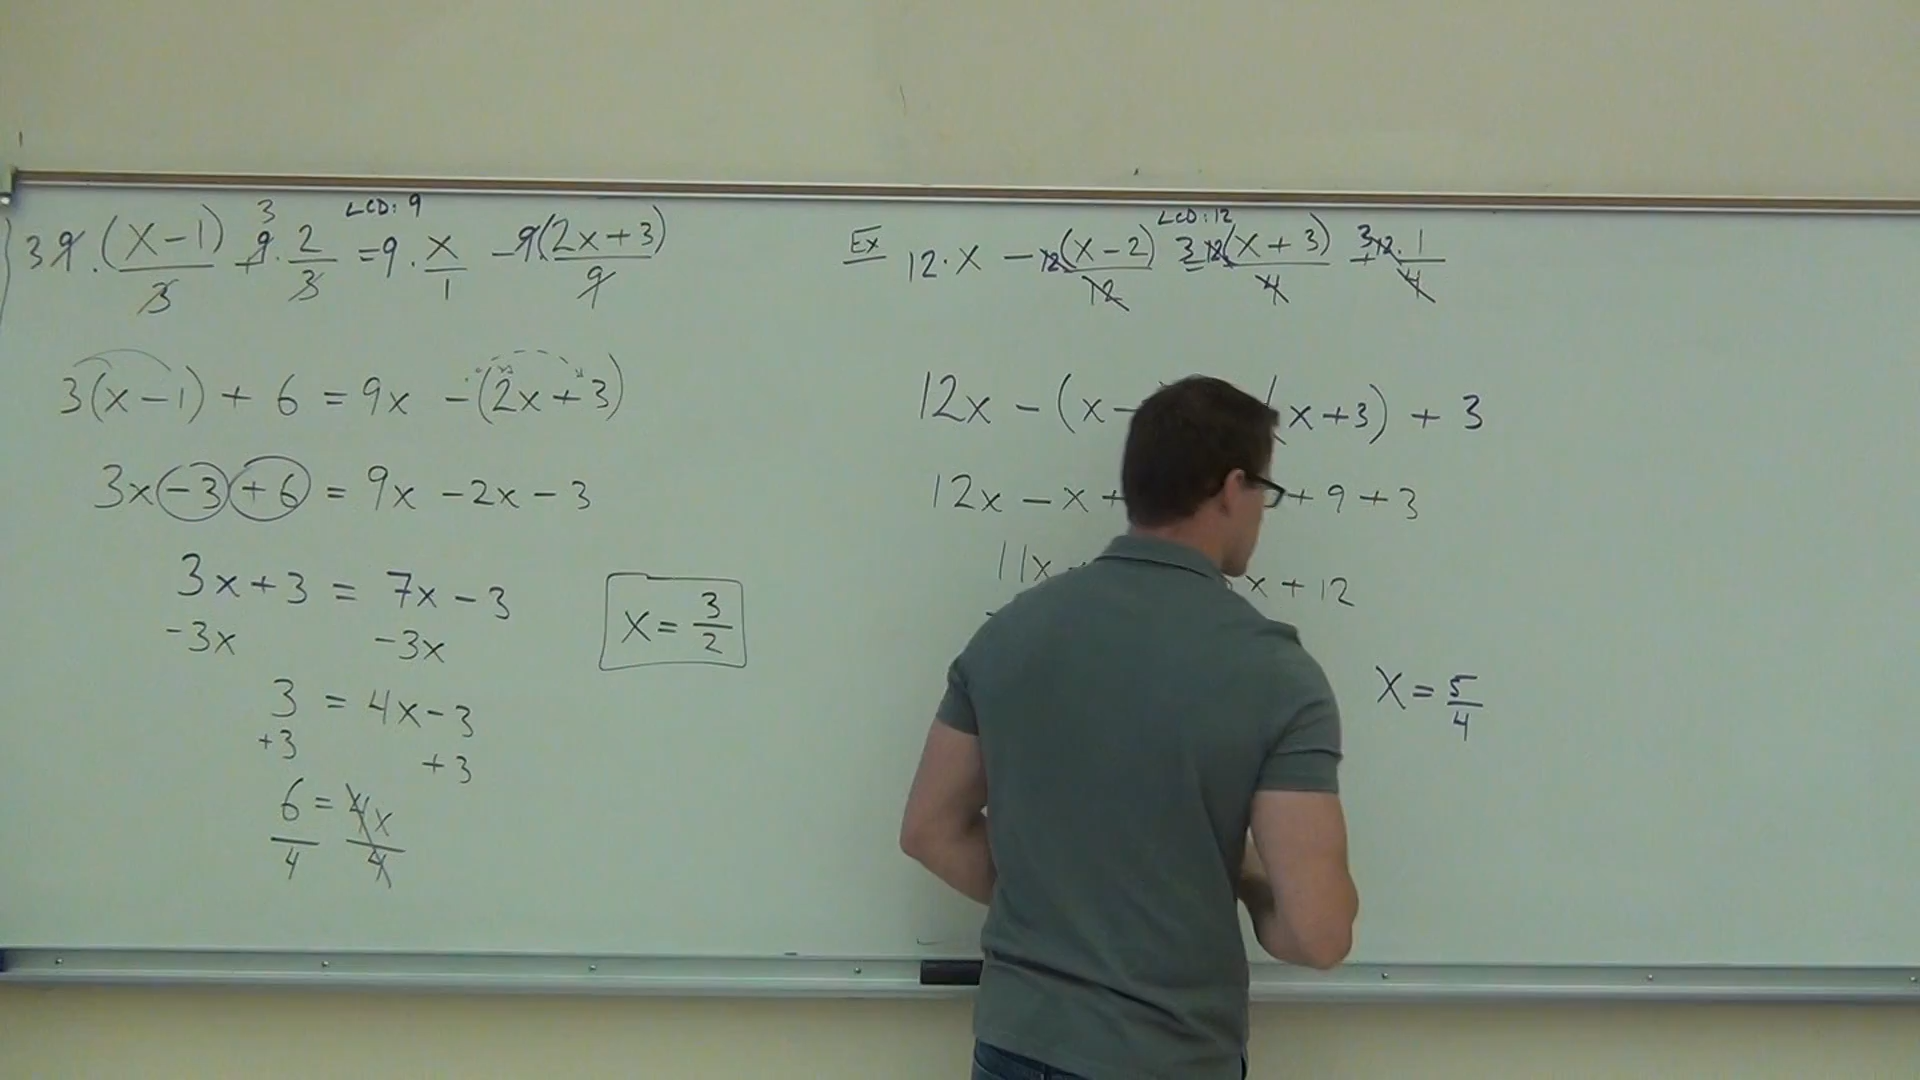 LCD: 9
3 9 · (x-1)/3 + 3 9 · 2/3 = 9 · x/1 - 9(2x+3)/9
3(x-1) + 6 = 9x - (2x+3)
3x -3 +6 = 9x - 2x - 3
3x + 3 = 7x - 3
-3x -3x
3 = 4x - 3
+3 +3
6 = 4x
4 4
x = 3/2
LCD: 12
Ex 12 · x - 12(x-2)/12 = 3 12(x+3)/4 + 3 12 · 1/4
12x - (x- (x+3) + 3
12x - x + + 9 + 3
11x x + 12
x = 5/4